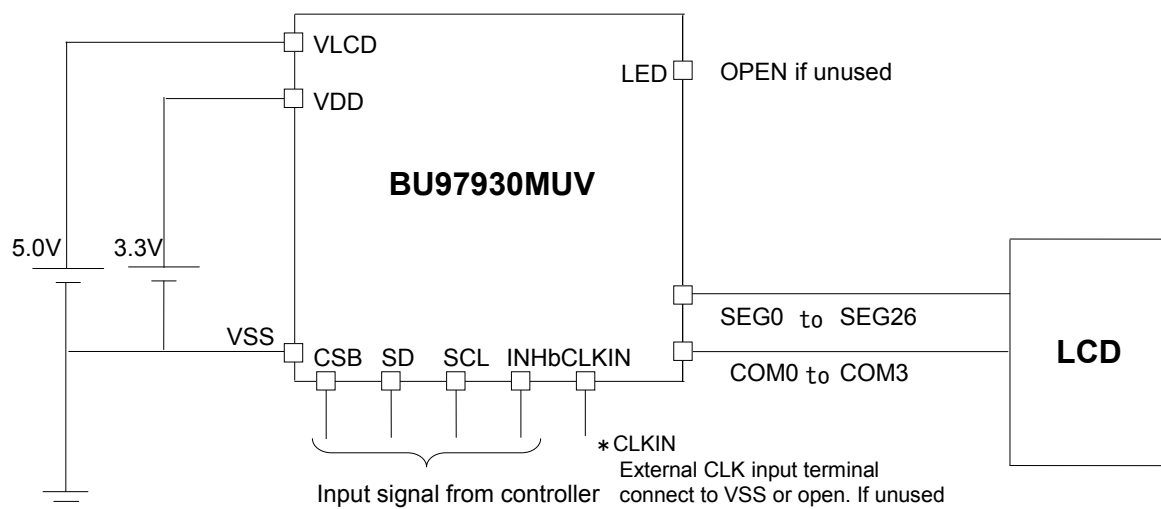 VLCD
LED
OPEN if unused
VDD
BU97930MUV
5.0V
3.3V
SEG0 to SEG26
VSS
CSB
SD
SCL
INHb
CLKIN
COM0 to COM3
LCD
*CLKIN
External CLK input terminal
Input signal from controller
connect to VSS or open. If unused